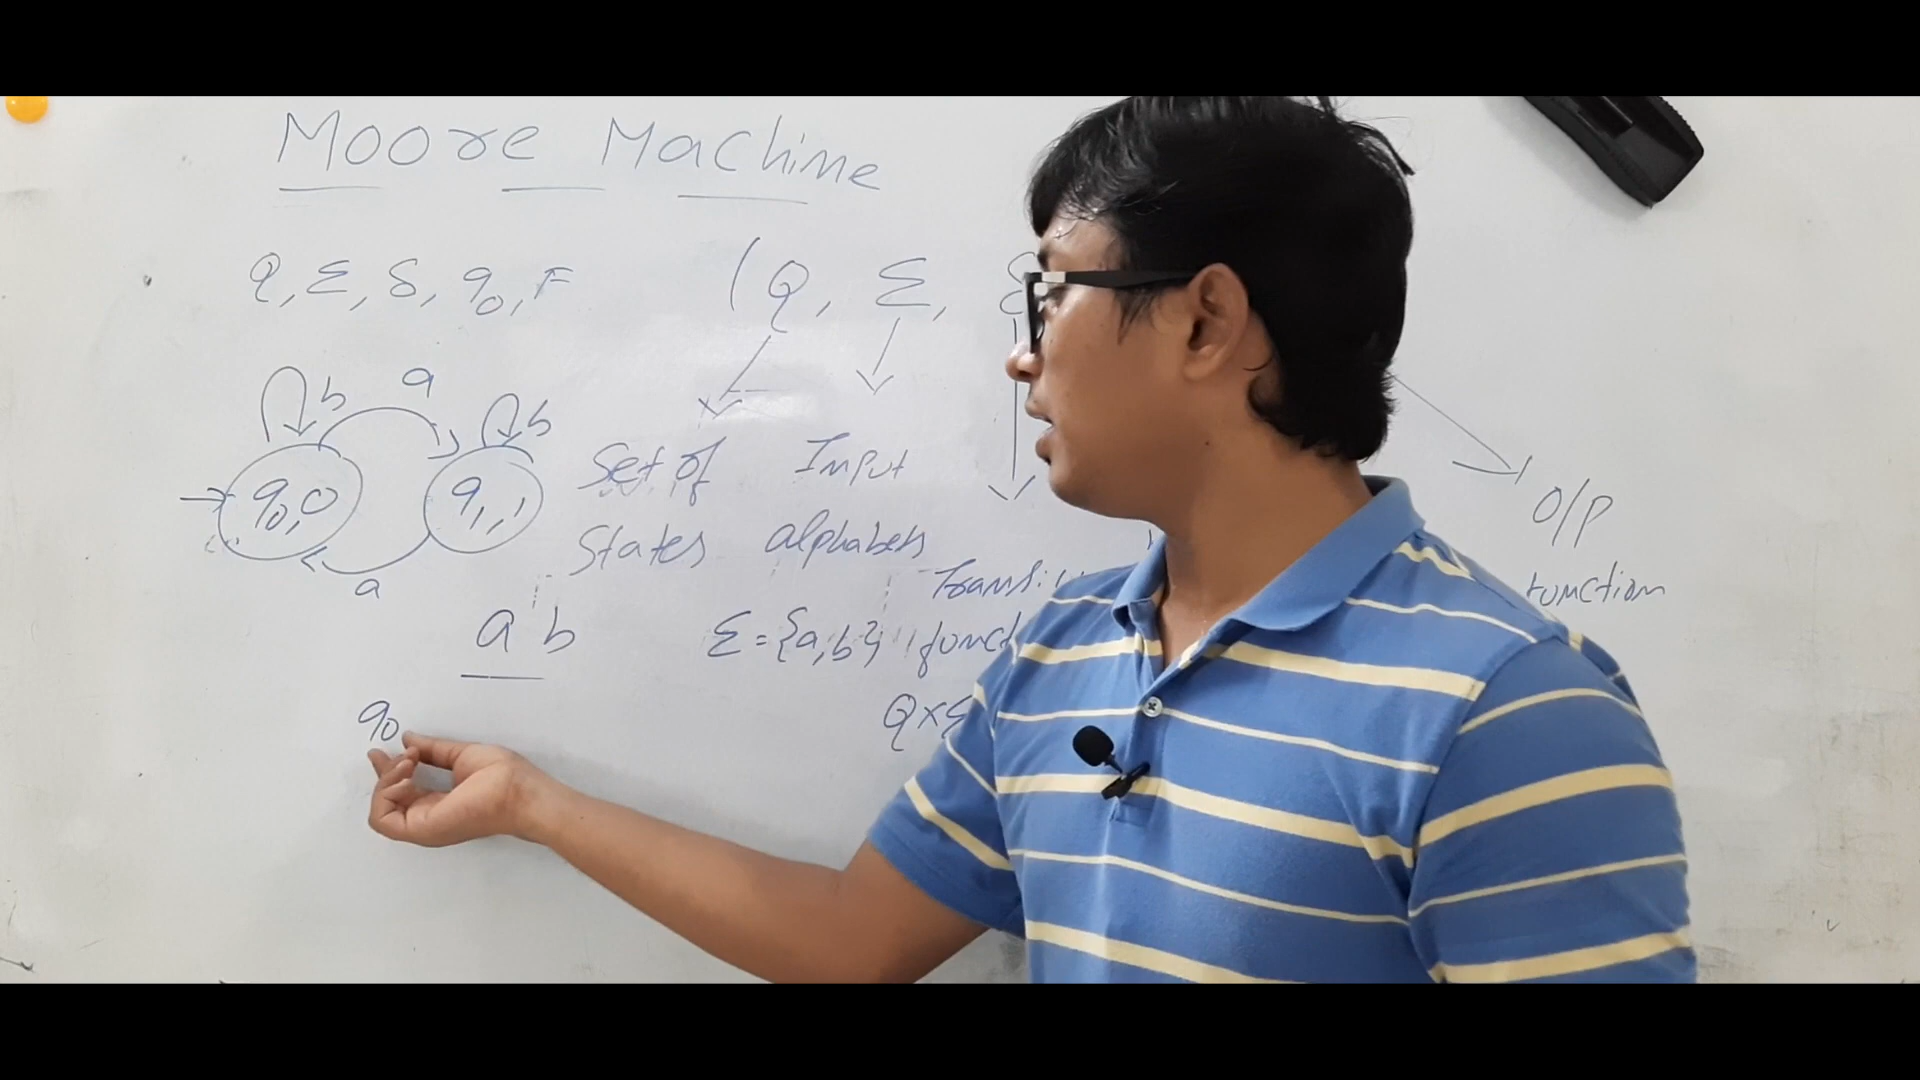 Moore Machine
Q, Σ, δ, q0, F
(Q, Σ, δ
b
a
b
q0,0
q1,1
a
Set of
States
Input
alphabets
O/P
function
a b
Σ = {a,b}
q0
Q×Σ